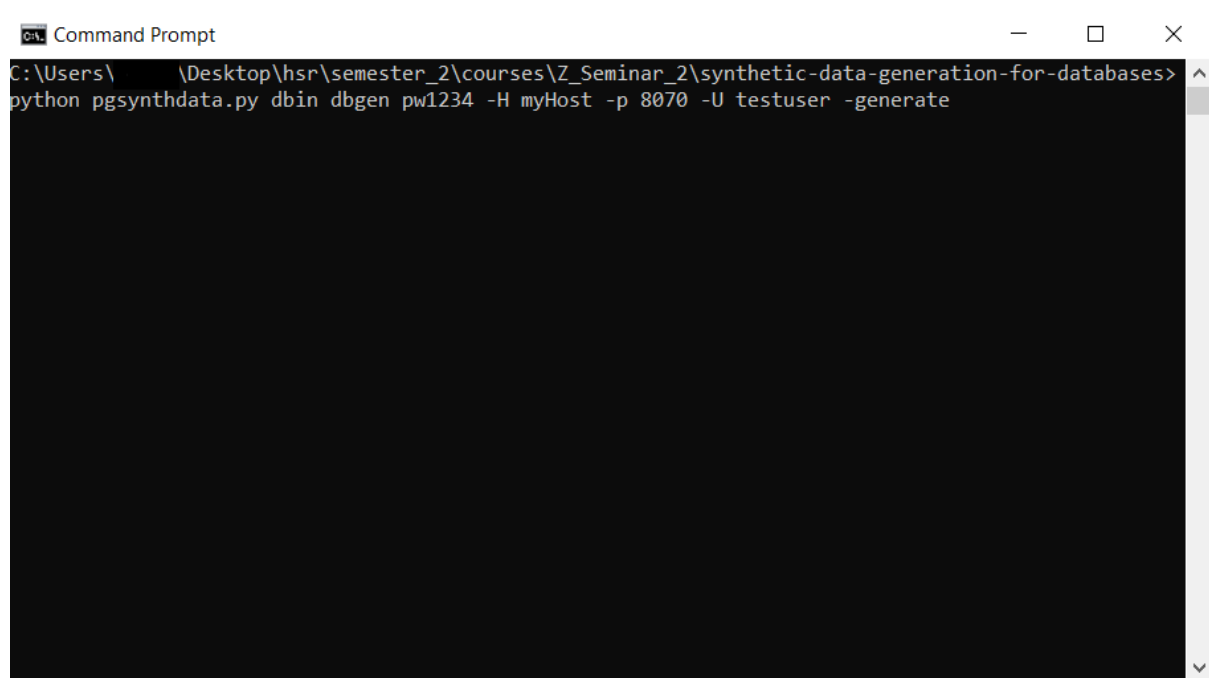 Command Prompt
C:\Users\ \Desktop\hsr\semester_2\courses\Z_Seminar_2\synthetic-data-generation-for-databases>
python pgsynthdata.py dbin dbgen pw1234 -H myHost -p 8070 -U testuser -generate